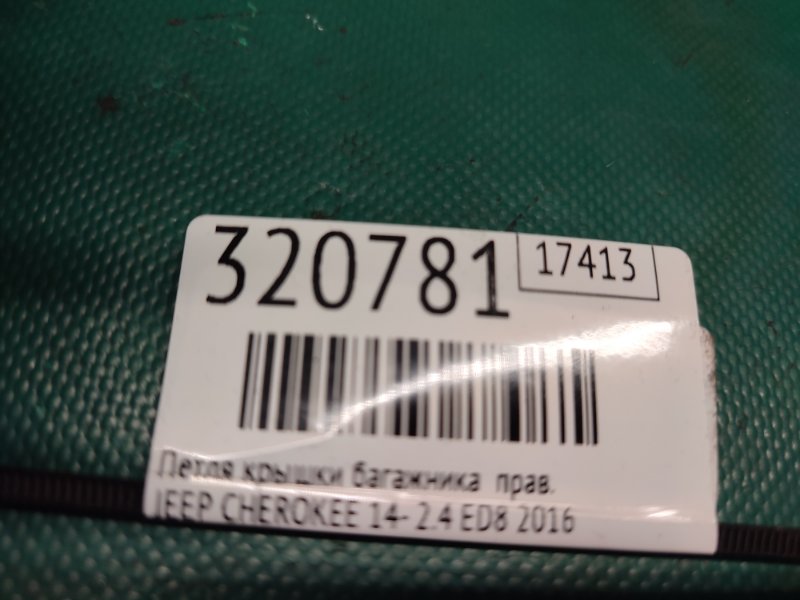 320781
17413
Петля крышки багажника прав.
JEEP CHEROKEE 14- 2.4 ED8 2016